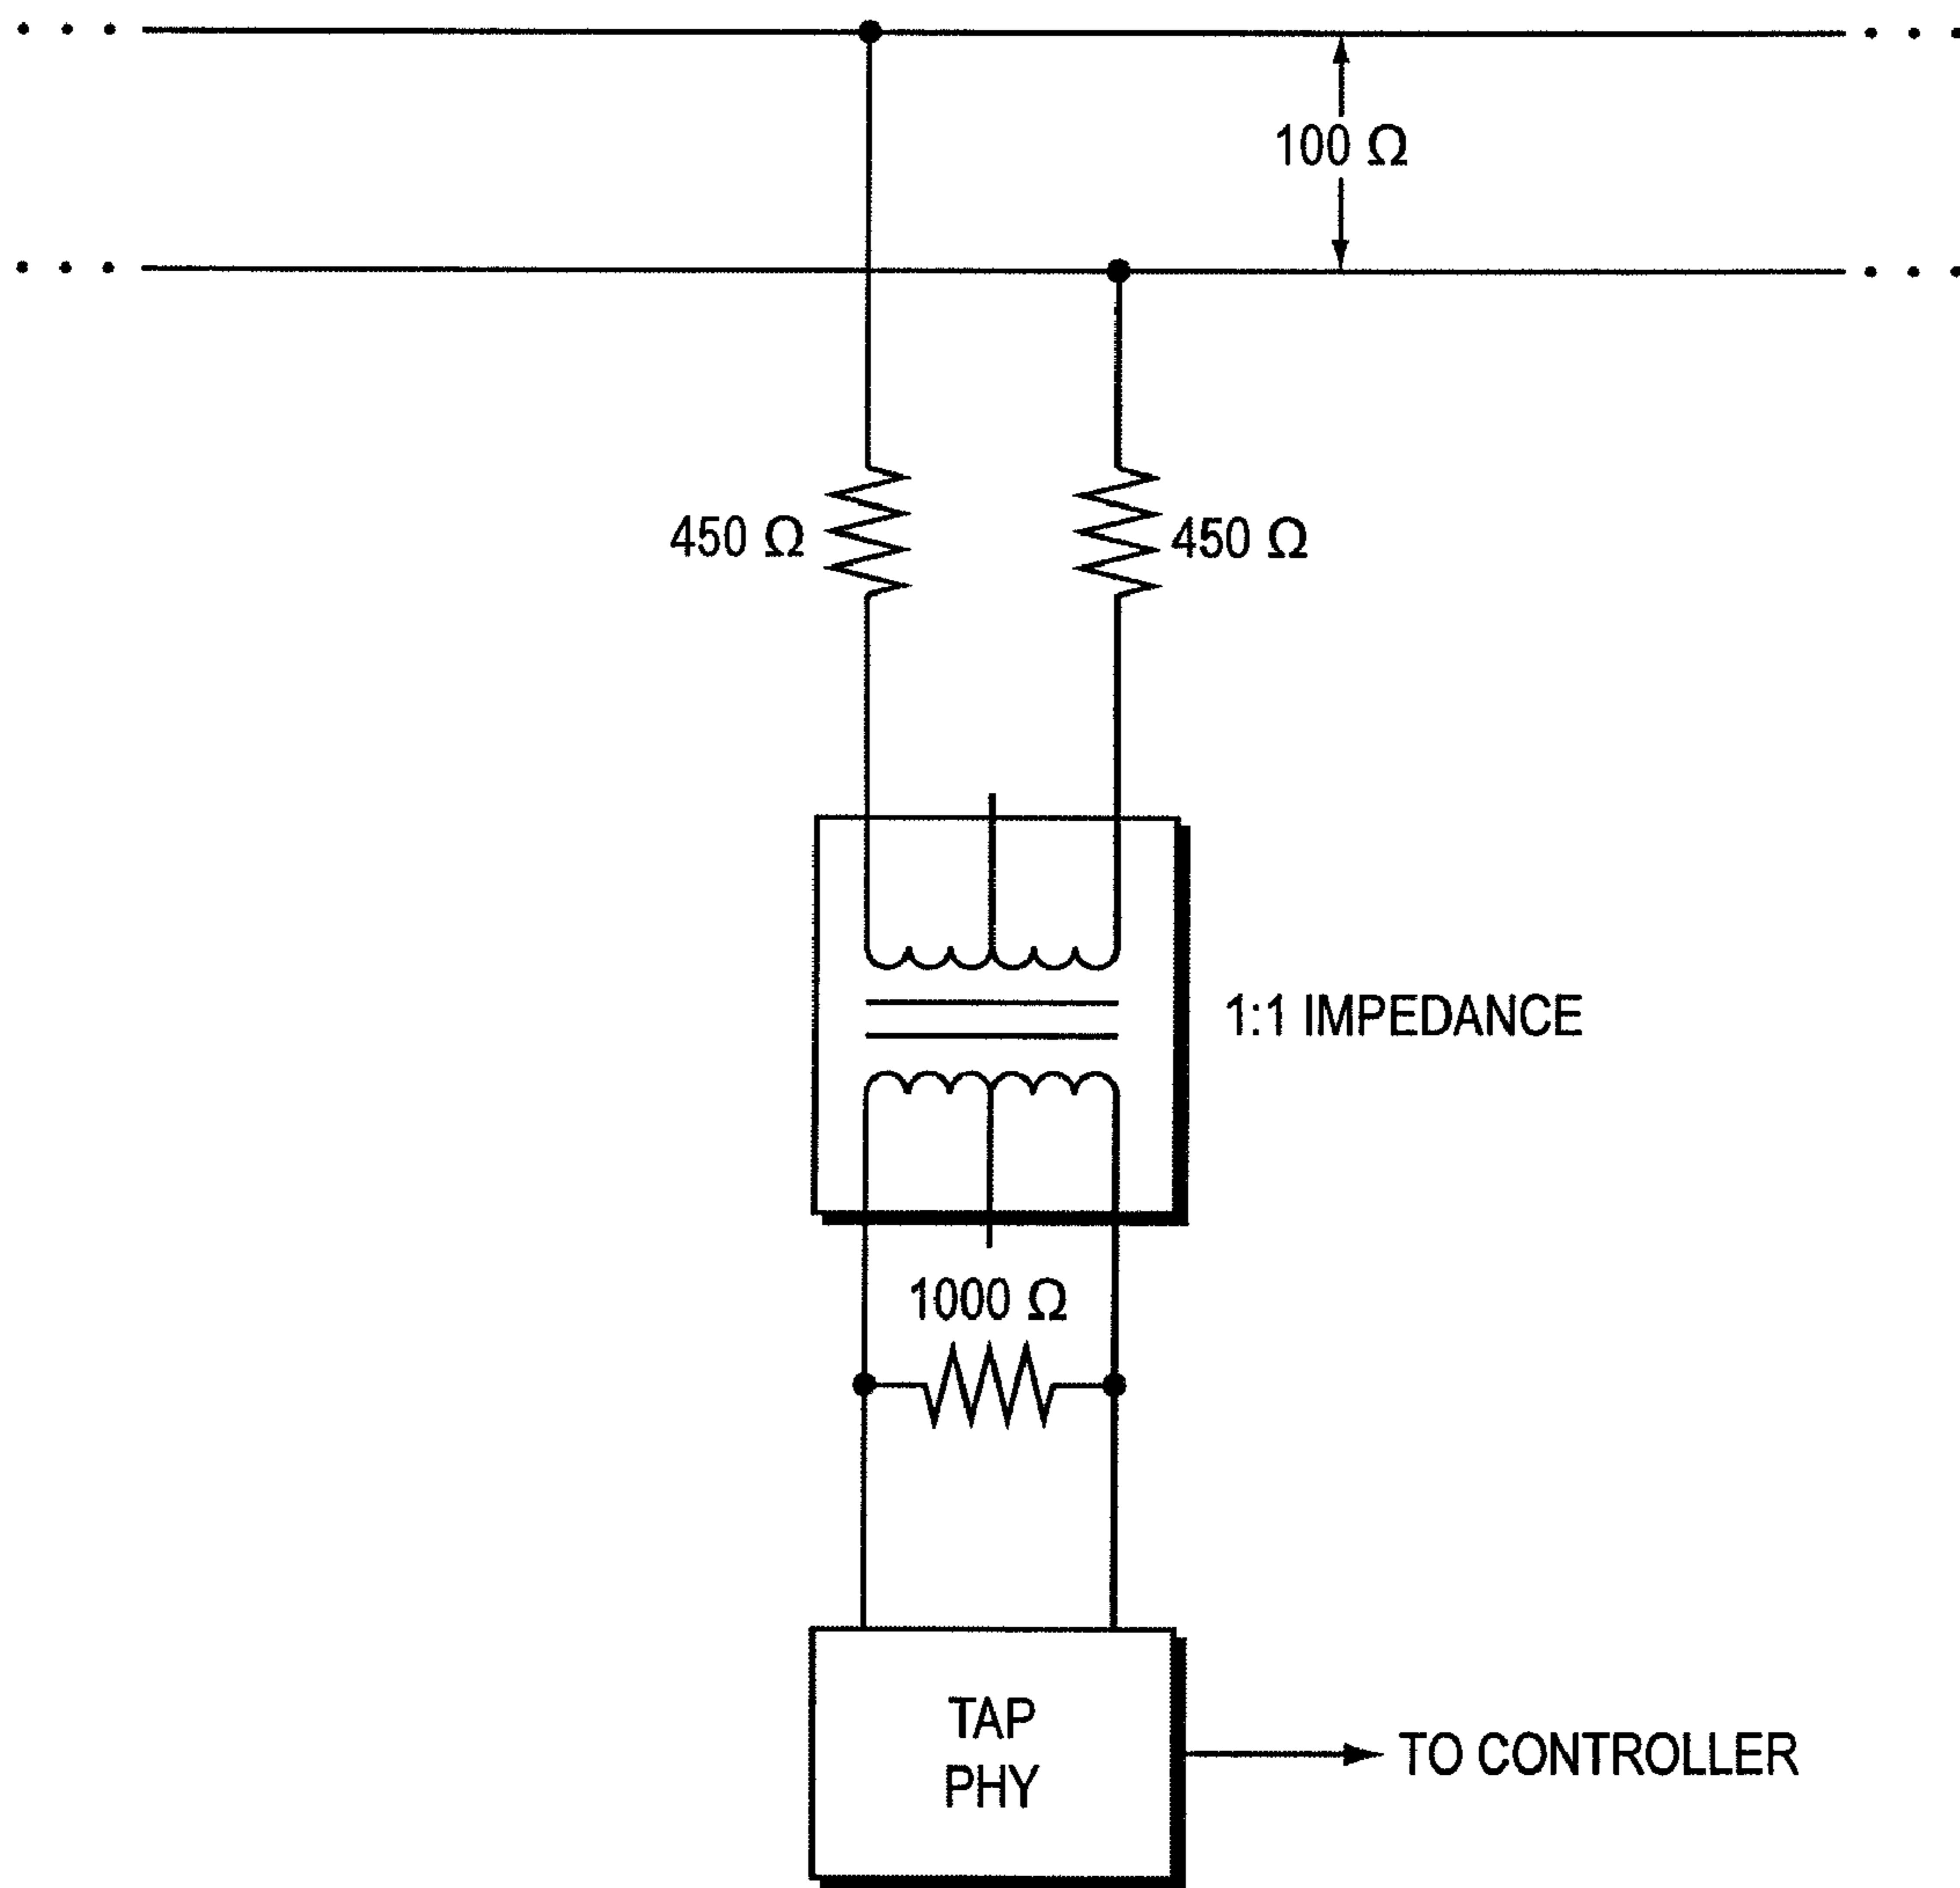 100 Ω
450 Ω
450 Ω
1:1 IMPEDANCE
1000 Ω
TAP
PHY
TO CONTROLLER